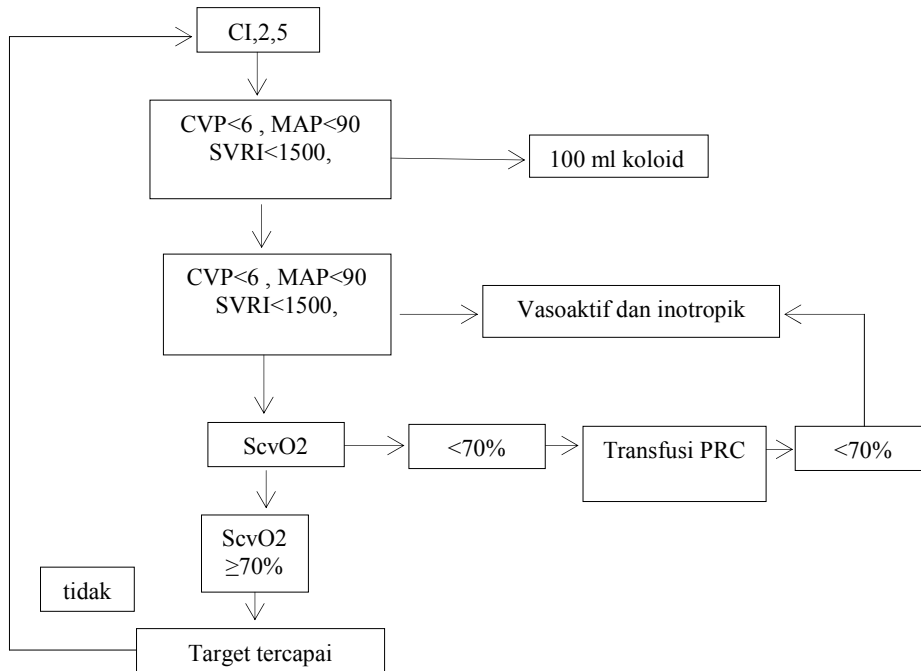 CI,2,5
CVP<6 , MAP<90
SVRI<1500,
100 ml koloid
CVP<6 , MAP<90
SVRI<1500,
Vasoaktif dan inotropik
ScvO2
<70%
Transfusi PRC
<70%
ScvO2
≥70%
tidak
Target tercapai